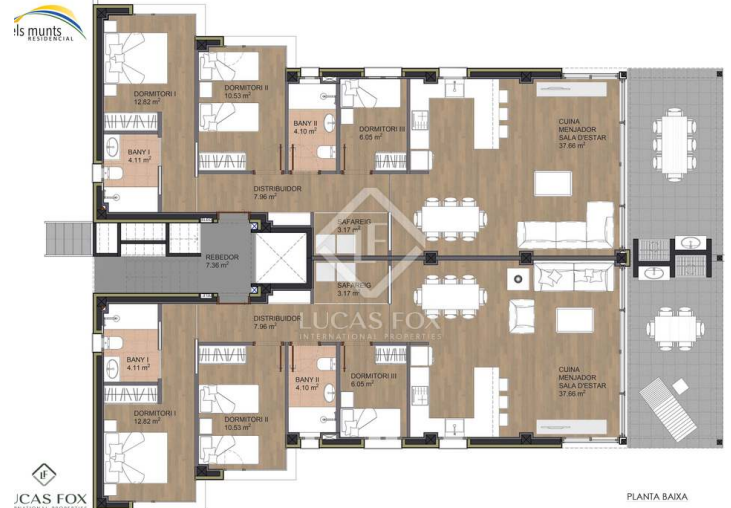 els munts
RESIDENCIAL
DORMITORI I
12.82 m²
DORMITORI II
10.53 m²
BANY II
4.10 m²
DORMITORI III
6.05 m²
CUINA
MENJADOR
SALA D'ESTAR
37.66 m²
BANY I
4.11 m²
DISTRIBUIDOR
7.96 m²
SAFAREIG
3.17 m²
REBEDOR
7.36 m²
SAFAREIG
3.17 m²
DISTRIBUIDOR
7.96 m²
LUCAS FOX
INTERNATIONAL PROPERTIES
BANY I
4.11 m²
BANY II
4.10 m²
DORMITORI III
6.05 m²
CUINA
MENJADOR
SALA D'ESTAR
37.66 m²
DORMITORI I
12.82 m²
DORMITORI II
10.53 m²
UCAS FOX
PLANTA BAIXA